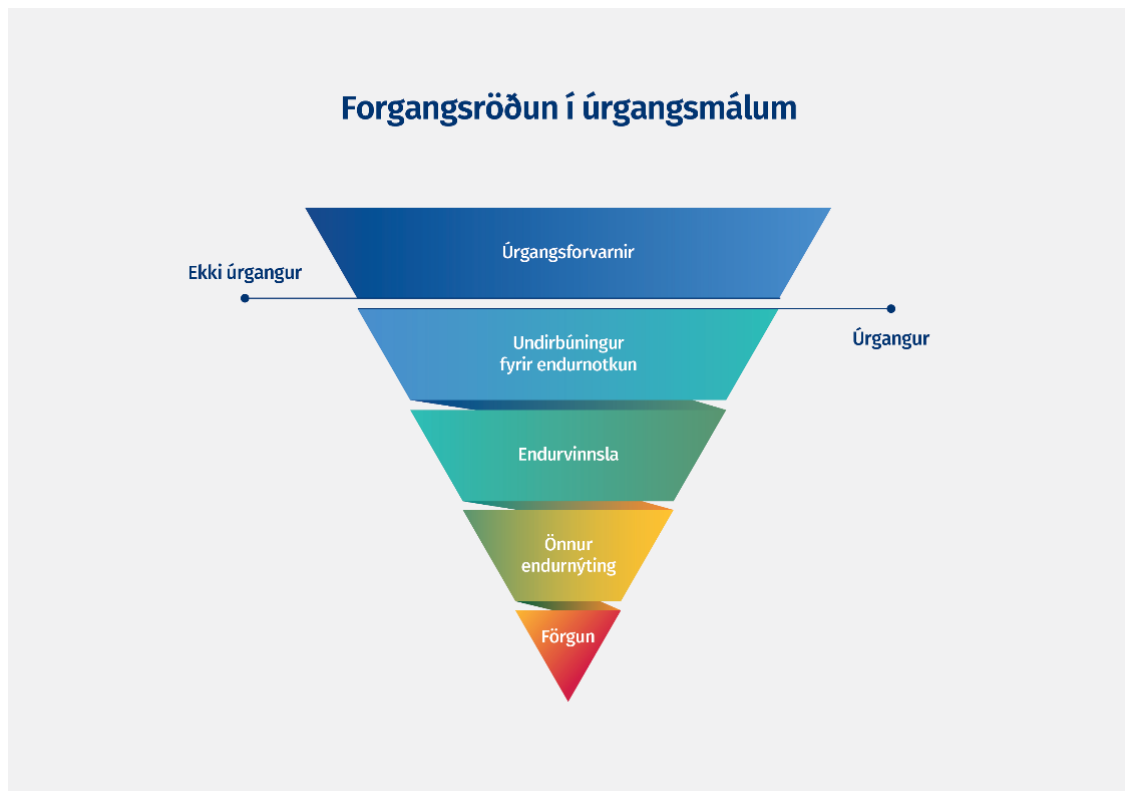 Forgangsröðun í úrgangsmálum
Úrgangsforvarnir
Ekki úrgangur
Undirbúningur
fyrir endurnotkun
Úrgangur
Endurvinnsla
Önnur
endurnýting
Förgun